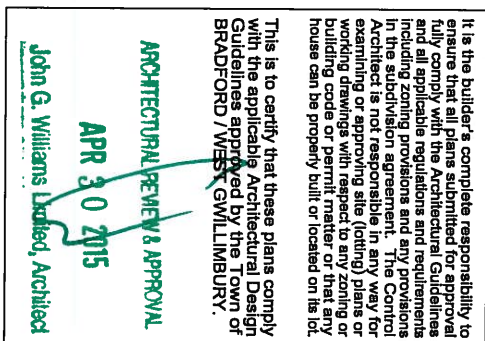 It is the builder's complete responsibility to
ensure that all plans submitted for approval
fully comply with the Architectural Guidelines
and all applicable regulations and requirements
including zoning provisions and any provisions
in the subdivision agreement. The Control
Architect is not responsible in any way for
examining or approving site (lotting) plans or
working drawings with respect to any zoning or
building code or permit matter or that any
house can be properly built or located on its lot.
This is to certify that these plans comply
with the applicable Architectural Design
Guidelines approved by the Town of
BRADFORD / WEST GWILLIMBURY.
ARCHITECTURAL REVIEW & APPROVAL
APR 30 2015
John G. Williams Limited, Architect